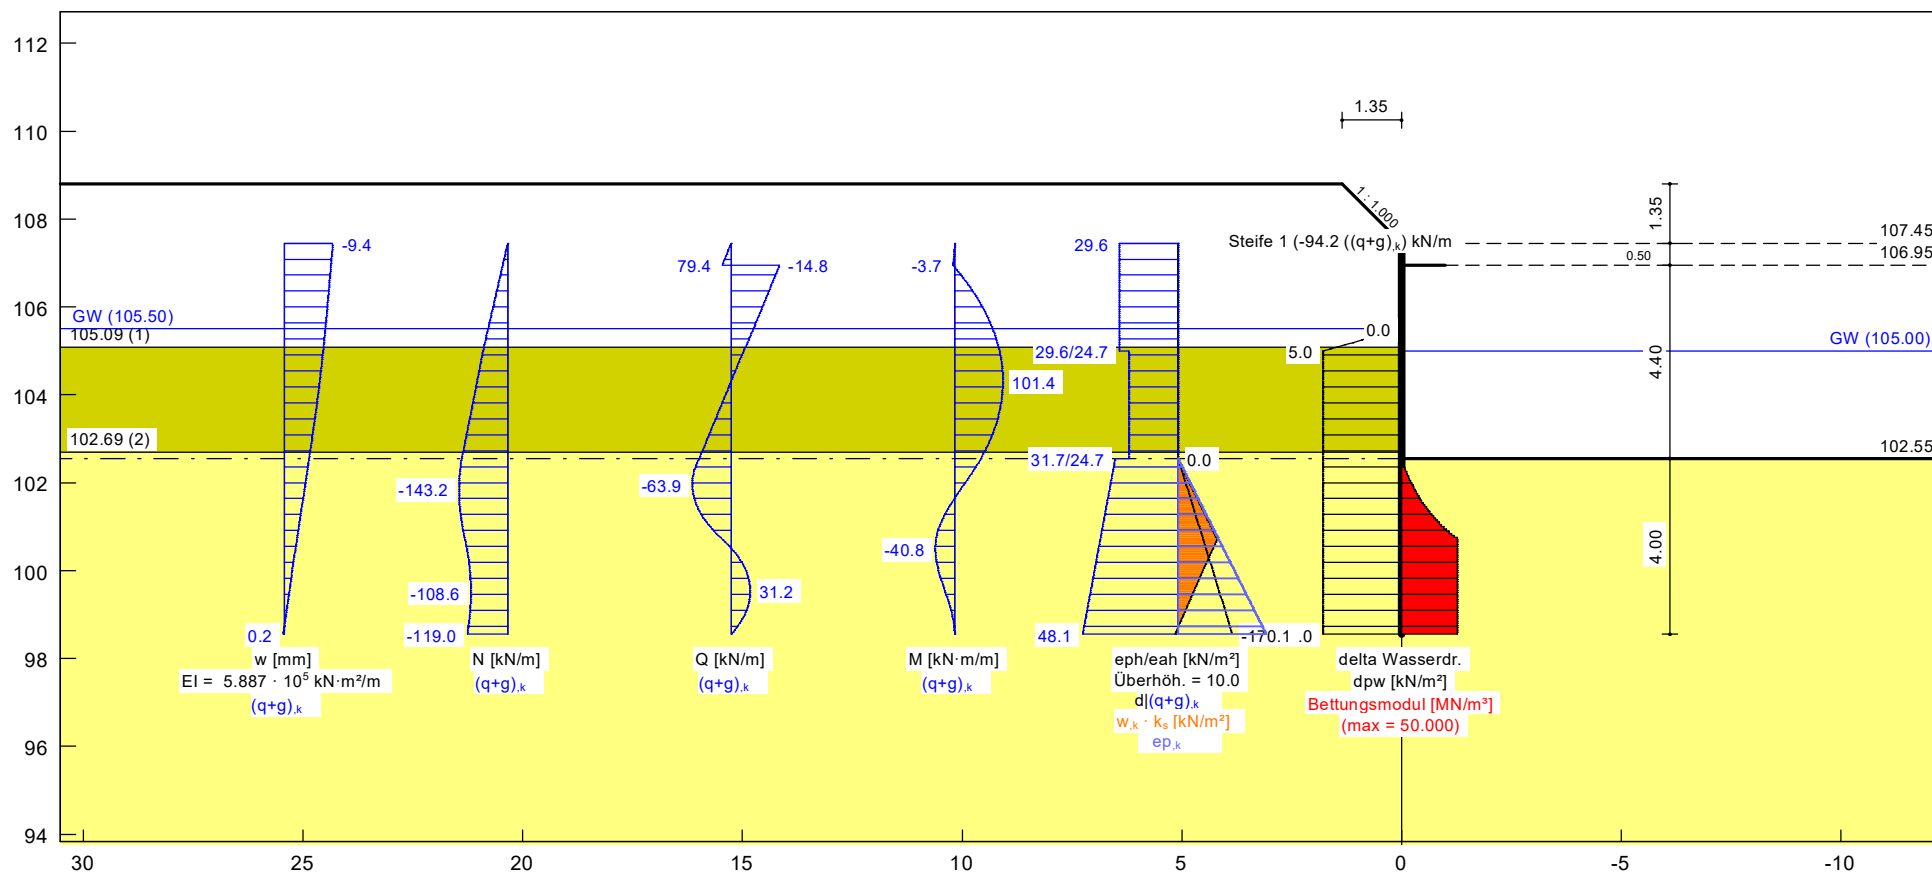 112
110
108
106
104
102
100
98
96
94
30
25
20
15
10
5
0
-5
-10
1.35
1 : 1.000
Steife 1 (-94.2 ((q+g),k) kN/m
107.45
106.95
1.35
0.50
4.40
4.00
GW (105.50)
105.09 (1)
102.69 (2)
GW (105.00)
102.55
-9.4
0.2
w [mm]
EI = 5.887 · 10⁵ kN·m²/m
(q+g),k
-143.2
-108.6
-119.0
N [kN/m]
(q+g),k
79.4
-14.8
-63.9
31.2
Q [kN/m]
(q+g),k
-3.7
101.4
-40.8
M [kN·m/m]
(q+g),k
29.6
29.6/24.7
31.7/24.7
0.0
48.1
-170.1
.0
eph/eah [kN/m²]
Überhöh. = 10.0
d|(q+g),k
w,k · ks [kN/m²]
ep,k
0.0
5.0
delta Wasserdr.
dpw [kN/m²]
Bettungsmodul [MN/m³]
(max = 50.000)